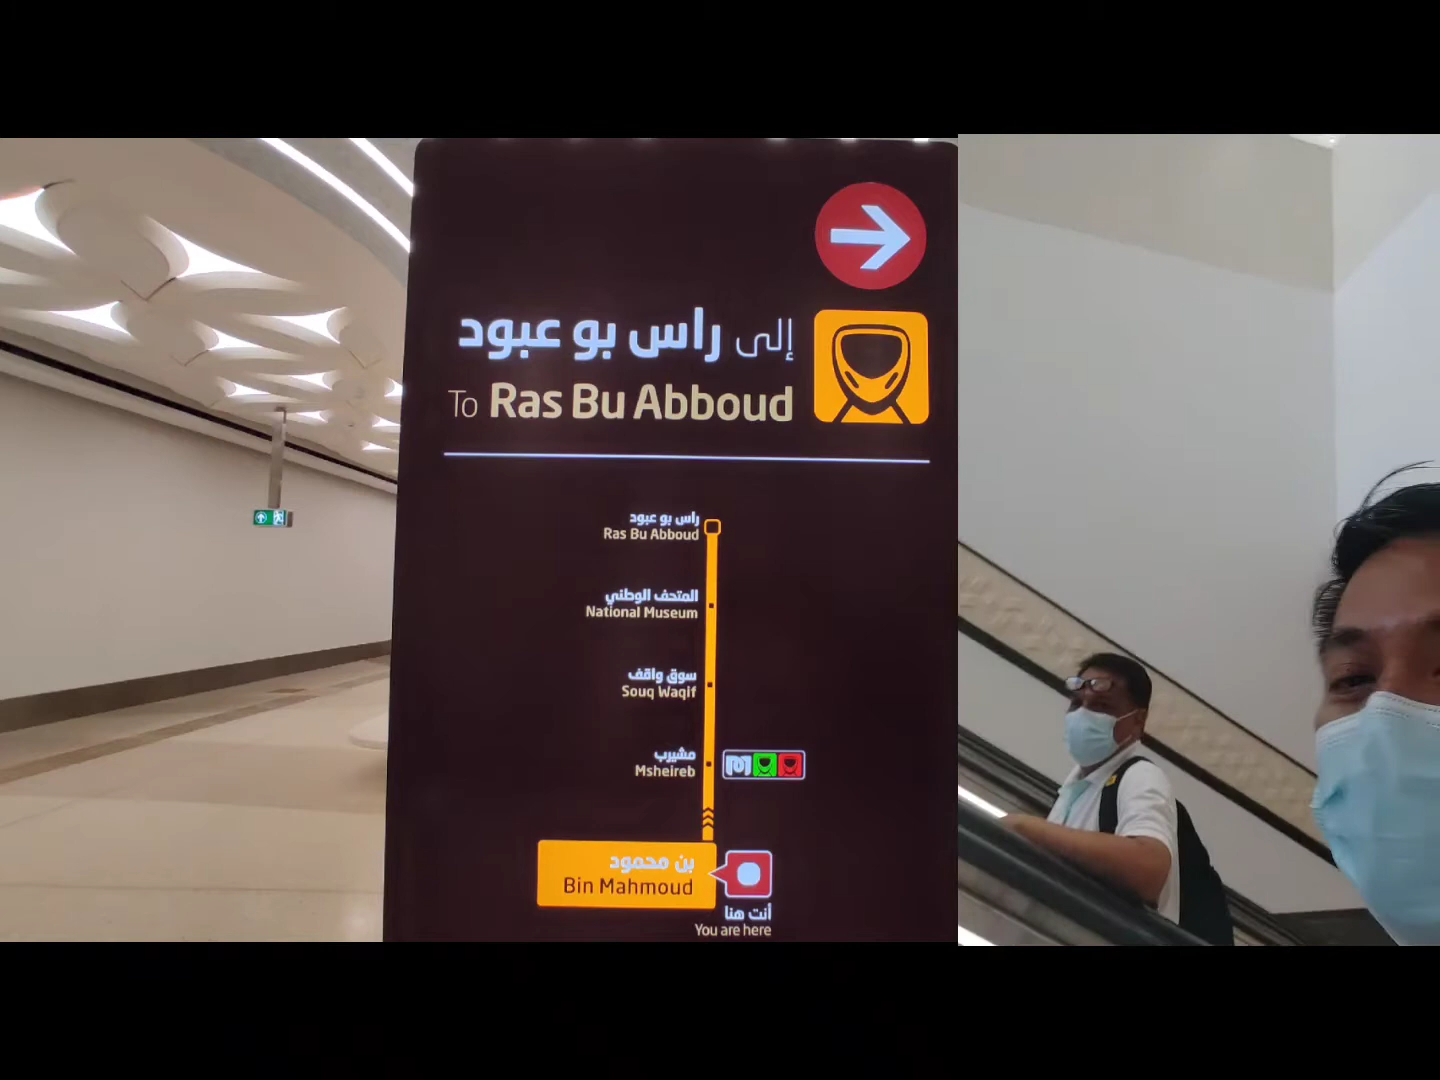 إلى راس بو عبود
To Ras Bu Abboud
راس بو عبود
Ras Bu Abboud
المتحف الوطني
National Museum
سوق واقف
Souq Waqif
مشيرب
Msheireb
بن محمود
Bin Mahmoud
أنت هنا
You are here